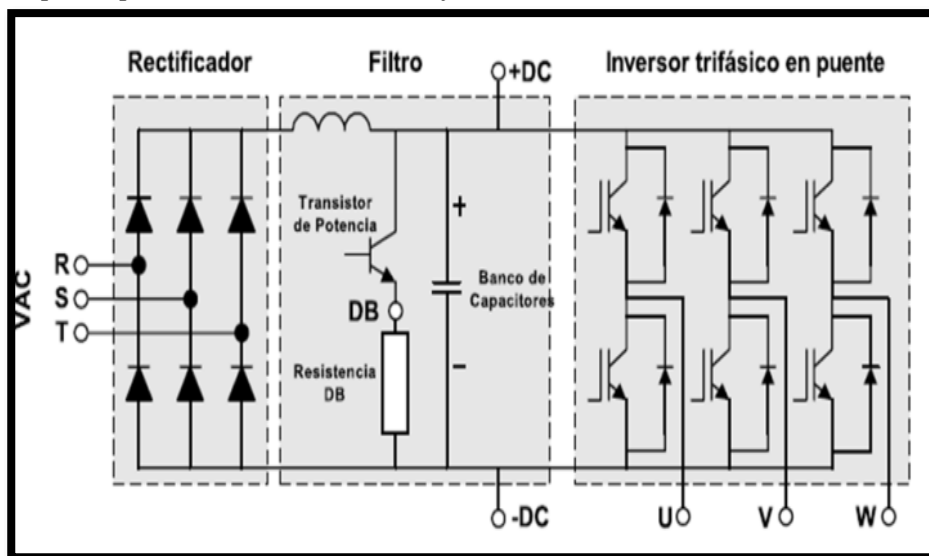 Rectificador
Filtro
+DC
Inversor trifásico en puente
Transistor
de Potencia
+
R
S
T
VAC
Banco de
Capacitores
DB
Resistencia
DB
−
-DC
U
V
W